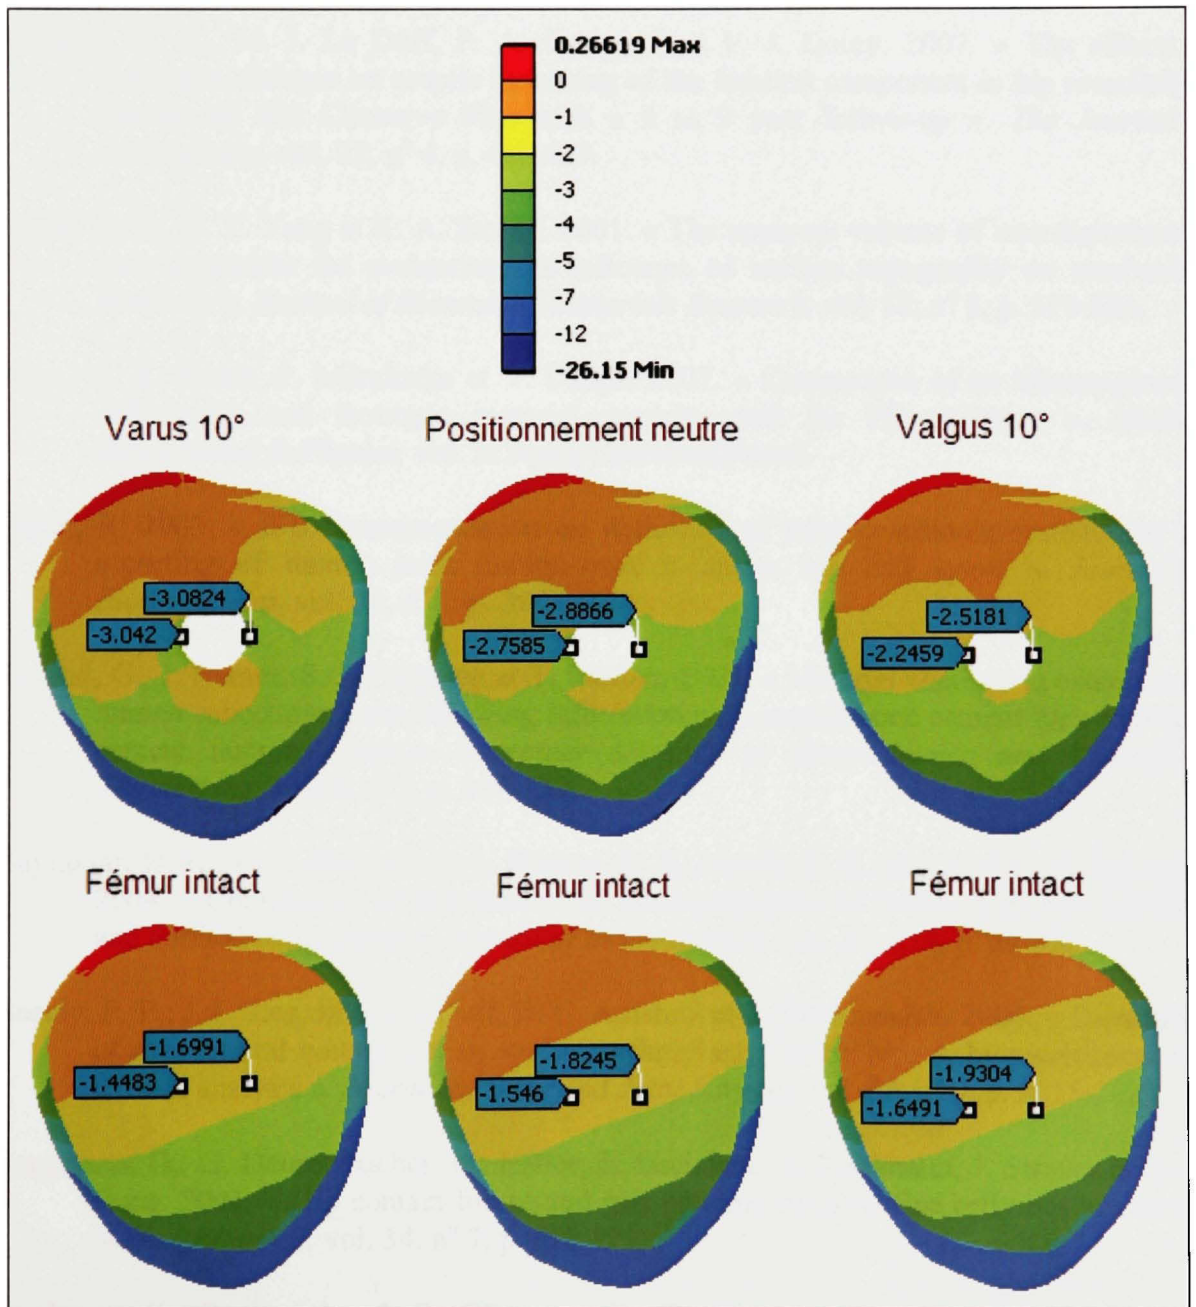 0.26619 Max
0
-1
-2
-3
-4
-5
-7
-12
-26.15 Min
Varus 10°
Positionnement neutre
Valgus 10°
-3.0824
-3.042
-2.8866
-2.7585
-2.5181
-2.2459
Fémur intact
Fémur intact
Fémur intact
-1.6991
-1.4483
-1.8245
-1.546
-1.9304
-1.6491